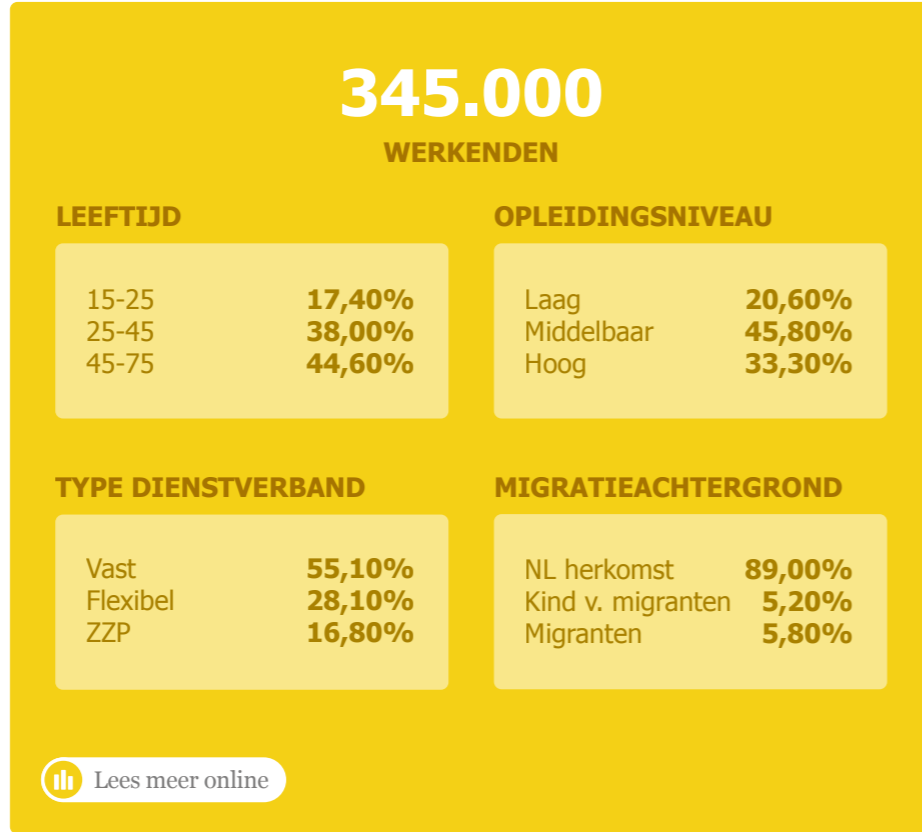 345.000
WERKENDEN
LEEFTIJD
15-25 17,40%
25-45 38,00%
45-75 44,60%
OPLEIDINGSNIVEAU
Laag 20,60%
Middelbaar 45,80%
Hoog 33,30%
TYPE DIENSTVERBAND
Vast 55,10%
Flexibel 28,10%
ZZP 16,80%
MIGRATIEACHTERGROND
NL herkomst 89,00%
Kind v. migranten 5,20%
Migranten 5,80%
Lees meer online